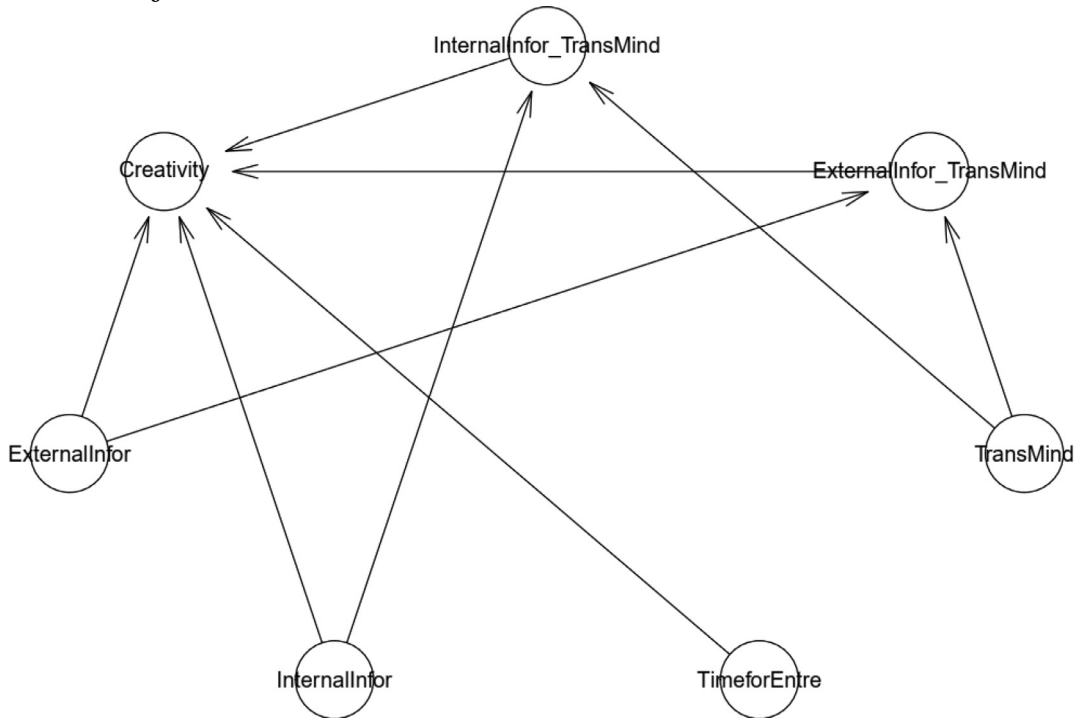 InternalInfor_TransMind
Creativity
ExternalInfor_TransMind
ExternalInfor
TransMind
InternalInfor
TimeforEntre